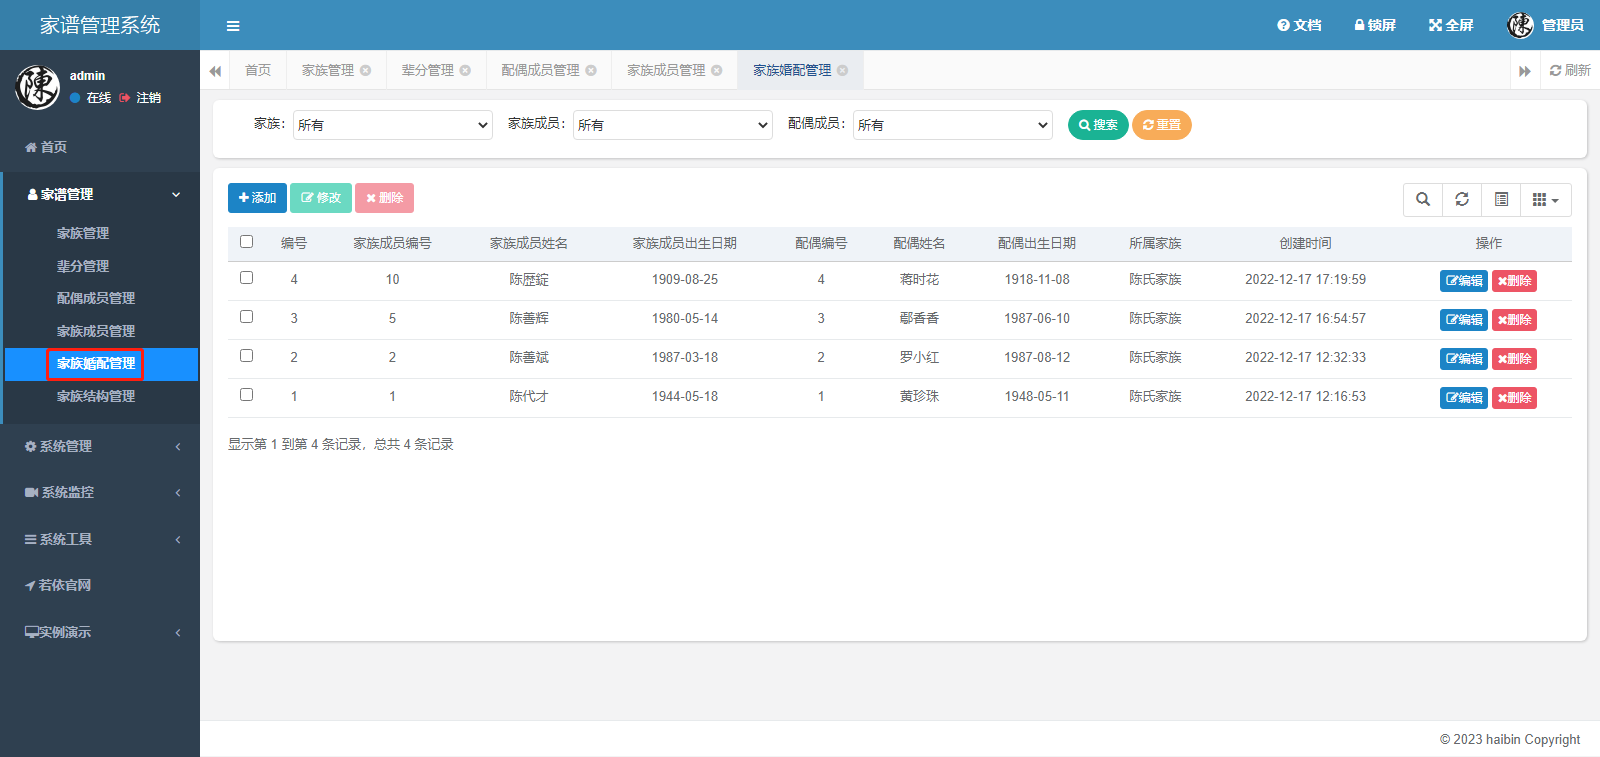 家谱管理系统
文档 锁屏 全屏 管理员
admin
在线 注销
首页 家族管理 辈分管理 配偶成员管理 家族成员管理 家族婚配管理 刷新
首页
家谱管理
家族管理
辈分管理
配偶成员管理
家族成员管理
家族婚配管理
家族结构管理
系统管理
系统监控
系统工具
若依官网
实例演示
家族： 所有 家族成员： 所有 配偶成员： 所有 搜索 重置
添加 修改 删除
编号 家族成员编号 家族成员姓名 家族成员出生日期 配偶编号 配偶姓名 配偶出生日期 所属家族 创建时间 操作
4 10 陈歷錠 1909-08-25 4 蒋时花 1918-11-08 陈氏家族 2022-12-17 17:19:59 编辑 删除
3 5 陈善辉 1980-05-14 3 鄢香香 1987-06-10 陈氏家族 2022-12-17 16:54:57 编辑 删除
2 2 陈善斌 1987-03-18 2 罗小红 1987-08-12 陈氏家族 2022-12-17 12:32:33 编辑 删除
1 1 陈代才 1944-05-18 1 黄珍珠 1948-05-11 陈氏家族 2022-12-17 12:16:53 编辑 删除
显示第 1 到第 4 条记录，总共 4 条记录
© 2023 haibin Copyright
陳
陳